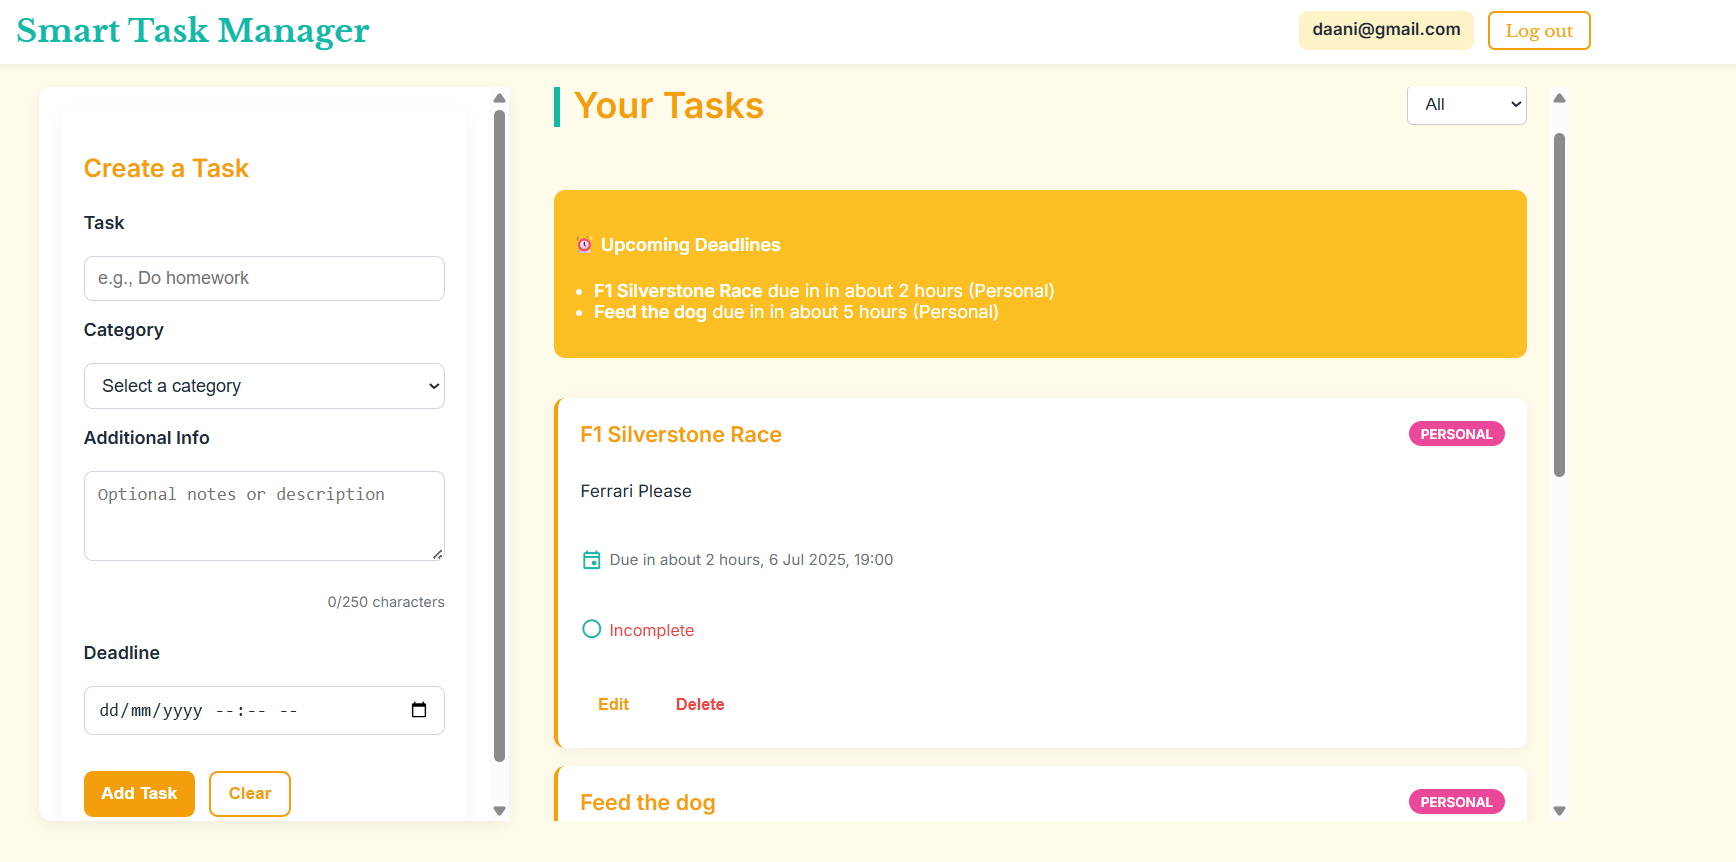 Smart Task Manager
daani@gmail.com
Log out
Create a Task
Task
e.g., Do homework
Category
Select a category
Additional Info
Optional notes or description
0/250 characters
Deadline
dd/mm/yyyy --:-- --
Add Task
Clear
Your Tasks
All
⏰ Upcoming Deadlines
• F1 Silverstone Race due in in about 2 hours (Personal)
• Feed the dog due in in about 5 hours (Personal)
F1 Silverstone Race
PERSONAL
Ferrari Please
Due in about 2 hours, 6 Jul 2025, 19:00
Incomplete
Edit
Delete
Feed the dog
PERSONAL